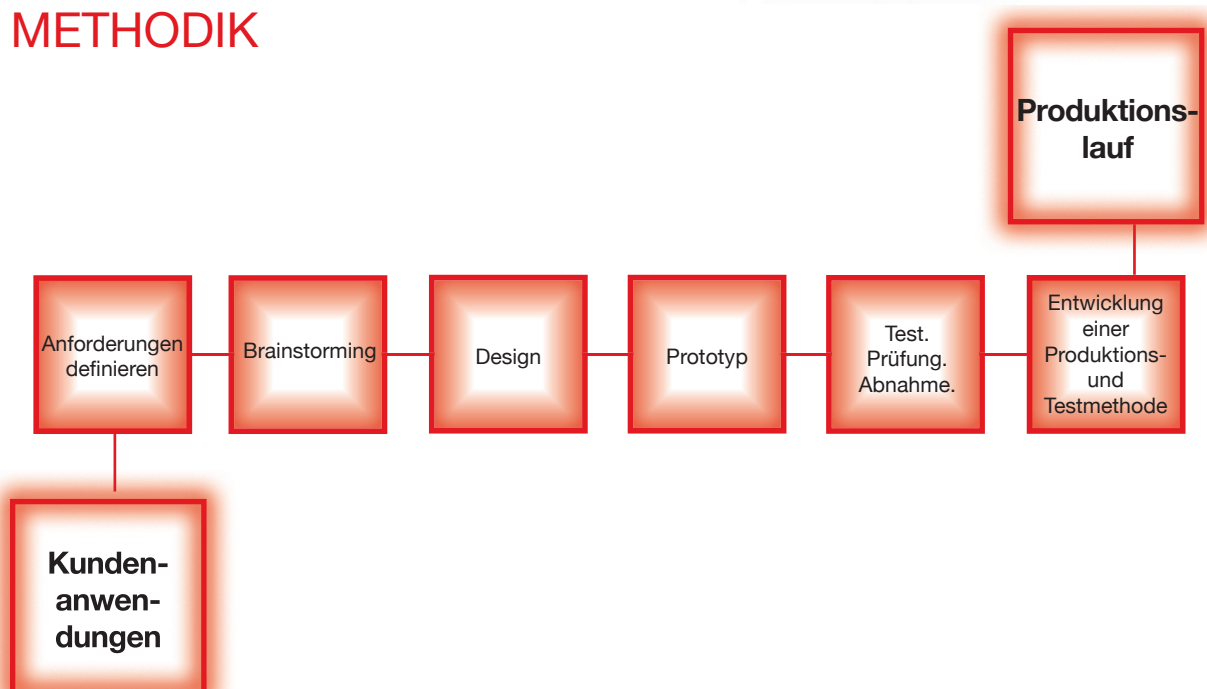 METHODIK
Produktions-
lauf
Anforderungen
definieren
Brainstorming
Design
Prototyp
Test.
Prüfung.
Abnahme.
Entwicklung
einer
Produktions-
und
Testmethode
Kunden-
anwen-
dungen